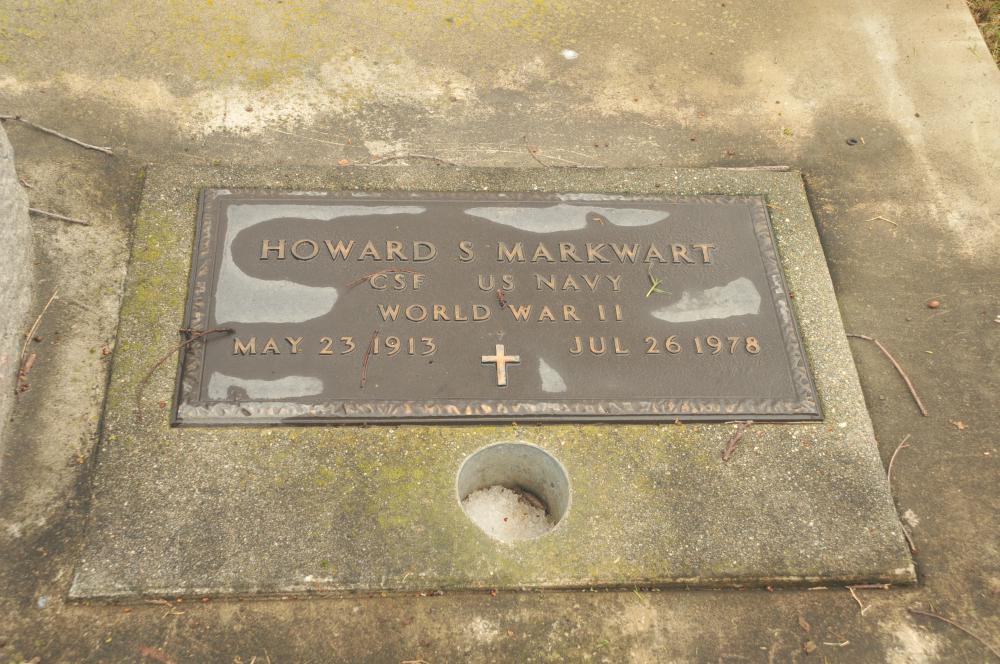 HOWARD S MARKWART
CSF US NAVY
WORLD WAR II
MAY 23 1913 JUL 26 1978